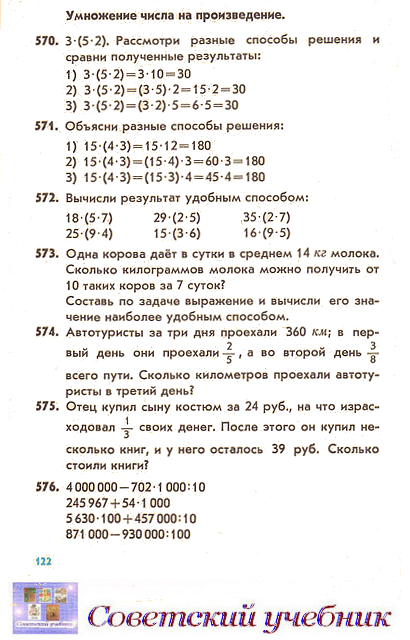 Умножение числа на произведение.
570. 3·(5·2). Рассмотри разные способы решения и
сравни полученные результаты:
1) 3·(5·2)=3·10=30
2) 3·(5·2)=(3·5)·2=15·2=30
3) 3·(5·2)=(3·2)·5=6·5=30
571. Объясни разные способы решения:
1) 15·(4·3)=15·12=180
2) 15·(4·3)=(15·4)·3=60·3=180
3) 15·(4·3)=(15·3)·4=45·4=180
572. Вычисли результат удобным способом:
18·(5·7) 29·(2·5) 35·(2·7)
25·(9·4) 15·(3·6) 16·(9·5)
573. Одна корова даёт в сутки в среднем 14 кг молока.
Сколько килограммов молока можно получить от
10 таких коров за 7 суток?
Составь по задаче выражение и вычисли его зна-
чение наиболее удобным способом.
574. Автотуристы за три дня проехали 360 км; в пер-
вый день они проехали 2/5, а во второй день 3/8
всего пути. Сколько километров проехали автоту-
ристы в третий день?
575. Отец купил сыну костюм за 24 руб., на что израс-
ходовал 1/3 своих денег. После этого он купил не-
сколько книг, и у него осталось 39 руб. Сколько
стоили книги?
576. 4 000 000−702·1 000:10
245 967+54·1 000
5 630·100+457 000:10
871 000−930 000:100
122
Советский учебник
Советский учебник